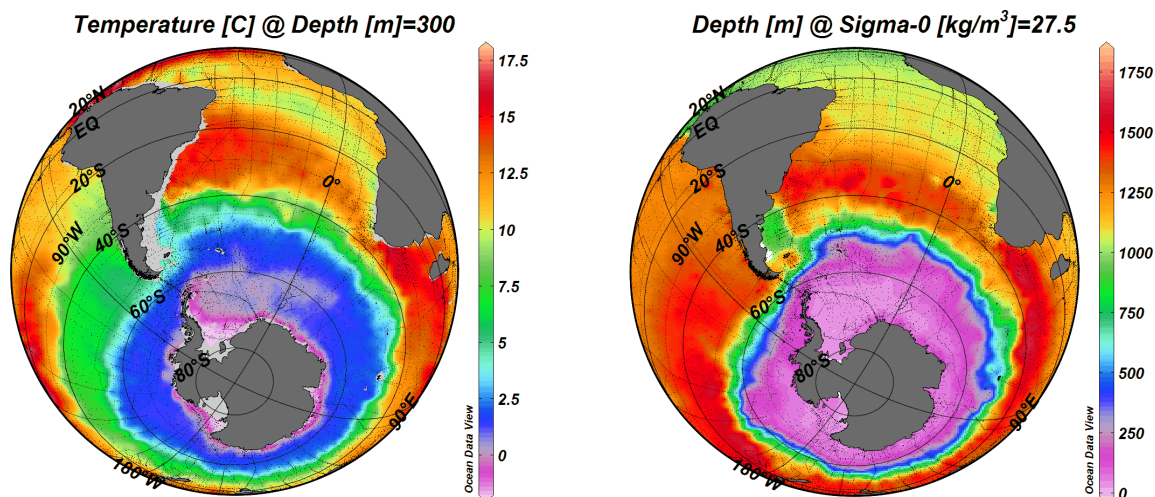 Temperature [C] @ Depth [m]=300
20°N
EQ
20°S
0°
90°W
40°S
60°S
80°S
90°E
180°W
17.5
15
12.5
10
7.5
5
2.5
0
Ocean Data View
Depth [m] @ Sigma-0 [kg/m³]=27.5
20°N
EQ
20°S
0°
90°W
40°S
60°S
80°S
90°E
180°W
1750
1500
1250
1000
750
500
250
0
Ocean Data View